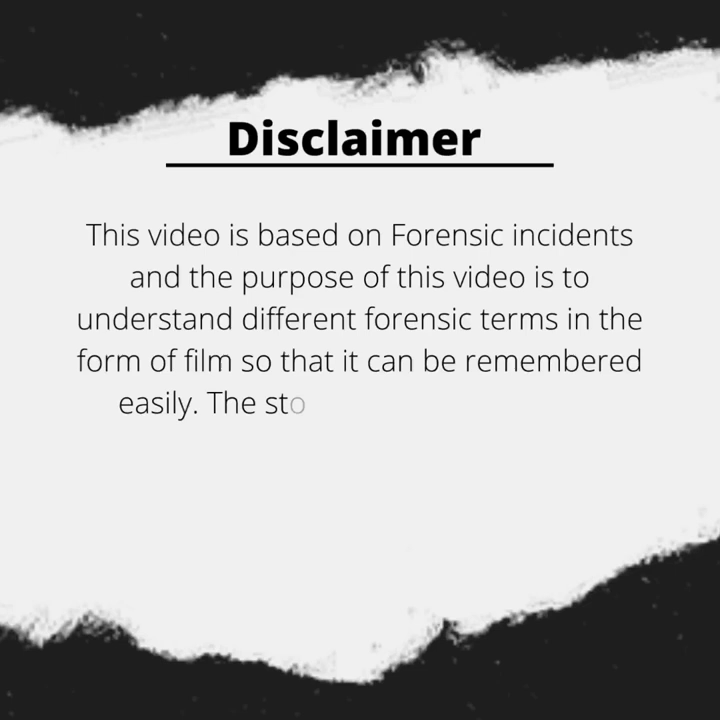 Disclaimer
This video is based on Forensic incidents
and the purpose of this video is to
understand different forensic terms in the
form of film so that it can be remembered
easily. The sto